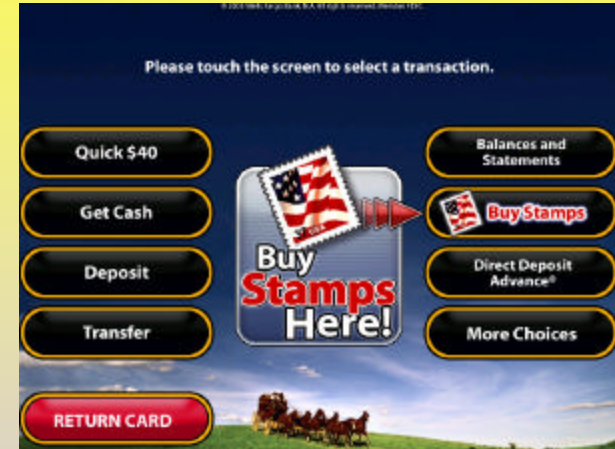 Please touch the screen to select a transaction.
Quick $40
Get Cash
Deposit
Transfer
RETURN CARD
USA
Buy
Stamps
Here!
Balances and
Statements
Buy Stamps
Direct Deposit
Advance®
More Choices